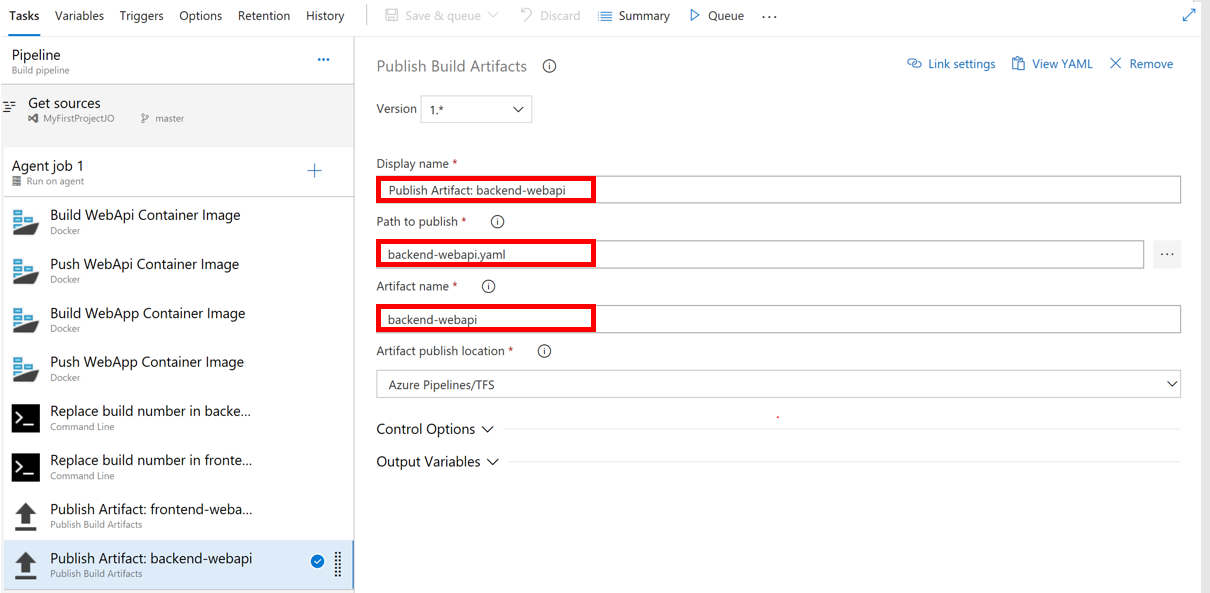 Tasks Variables Triggers Options Retention History Save & queue Discard Summary Queue ...
Pipeline
Build pipeline
...
Get sources
MyFirstProjectJO master
Agent job 1
Run on agent
Build WebApi Container Image
Docker
Push WebApi Container Image
Docker
Build WebApp Container Image
Docker
Push WebApp Container Image
Docker
Replace build number in backe...
Command Line
Replace build number in fronte...
Command Line
Publish Artifact: frontend-weba...
Publish Build Artifacts
Publish Artifact: backend-webapi
Publish Build Artifacts
Publish Build Artifacts Link settings View YAML Remove
Version 1.*
Display name *
Publish Artifact: backend-webapi
Path to publish *
backend-webapi.yaml ...
Artifact name *
backend-webapi
Artifact publish location *
Azure Pipelines/TFS
Control Options
Output Variables